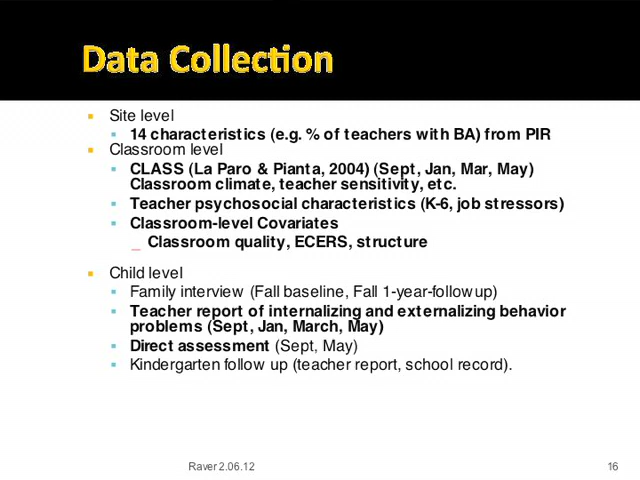 Data Collection
Site level
14 characteristics (e.g. % of teachers with BA) from PIR
Classroom level
CLASS (La Paro & Pianta, 2004) (Sept, Jan, Mar, May)
Classroom climate, teacher sensitivity, etc.
Teacher psychosocial characteristics (K-6, job stressors)
Classroom-level Covariates
_ Classroom quality, ECERS, structure
Child level
Family interview (Fall baseline, Fall 1-year-followup)
Teacher report of internalizing and externalizing behavior
problems (Sept, Jan, March, May)
Direct assessment (Sept, May)
Kindergarten follow up (teacher report, school record).
Raver 2.06.12
16